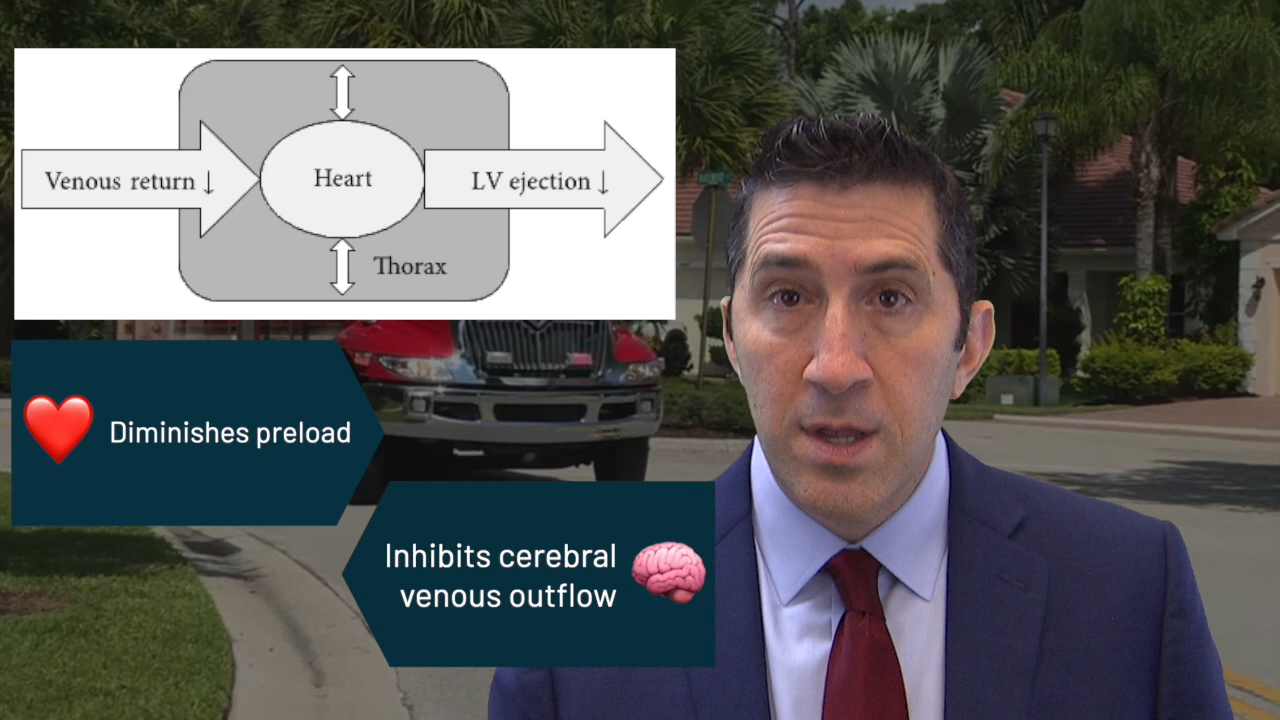 Venous return ↓
Heart
LV ejection ↓
Thorax
Diminishes preload
Inhibits cerebral
venous outflow